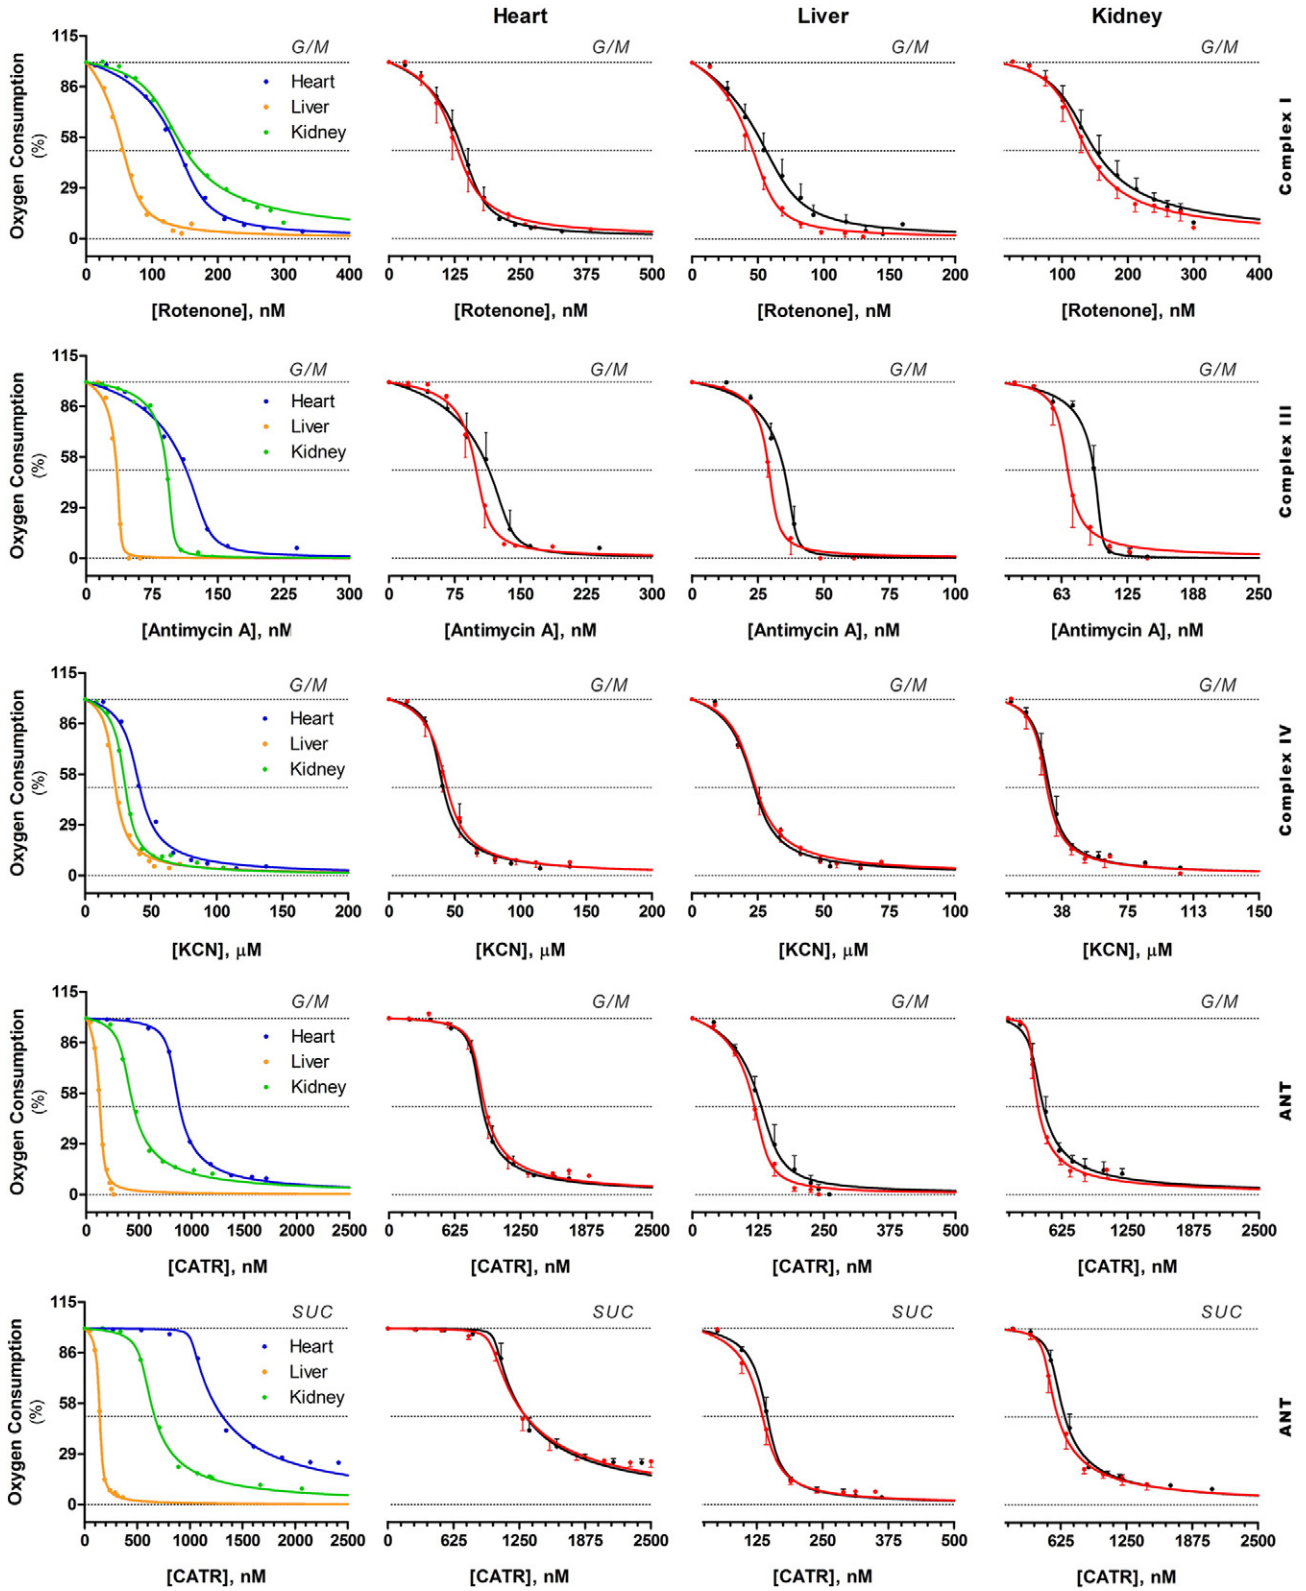 Heart Liver Kidney
Oxygen Consumption (%)
115 86 58 29 0
G/M
Heart
Liver
Kidney
0 100 200 300 400
[Rotenone], nM
G/M
0 125 250 375 500
[Rotenone], nM
G/M
0 50 100 150 200
[Rotenone], nM
G/M
100 200 300 400
[Rotenone], nM
Complex I
Oxygen Consumption (%)
115 86 58 29 0
G/M
Heart
Liver
Kidney
0 75 150 225 300
[Antimycin A], nM
G/M
0 75 150 225 300
[Antimycin A], nM
G/M
0 25 50 75 100
[Antimycin A], nM
G/M
63 125 188 250
[Antimycin A], nM
Complex III
Oxygen Consumption (%)
115 86 58 29 0
G/M
Heart
Liver
Kidney
0 50 100 150 200
[KCN], μM
G/M
0 50 100 150 200
[KCN], μM
G/M
0 25 50 75 100
[KCN], μM
G/M
38 75 113 150
[KCN], μM
Complex IV
Oxygen Consumption (%)
115 86 58 29 0
G/M
Heart
Liver
Kidney
0 500 1000 1500 2000 2500
[CATR], nM
G/M
0 625 1250 1875 2500
[CATR], nM
G/M
0 125 250 375 500
[CATR], nM
G/M
625 1250 1875 2500
[CATR], nM
ANT
Oxygen Consumption (%)
115 86 58 29 0
SUC
Heart
Liver
Kidney
0 500 1000 1500 2000 2500
[CATR], nM
SUC
0 625 1250 1875 2500
[CATR], nM
SUC
125 250 375 500
[CATR], nM
SUC
625 1250 1875 2500
[CATR], nM
ANT